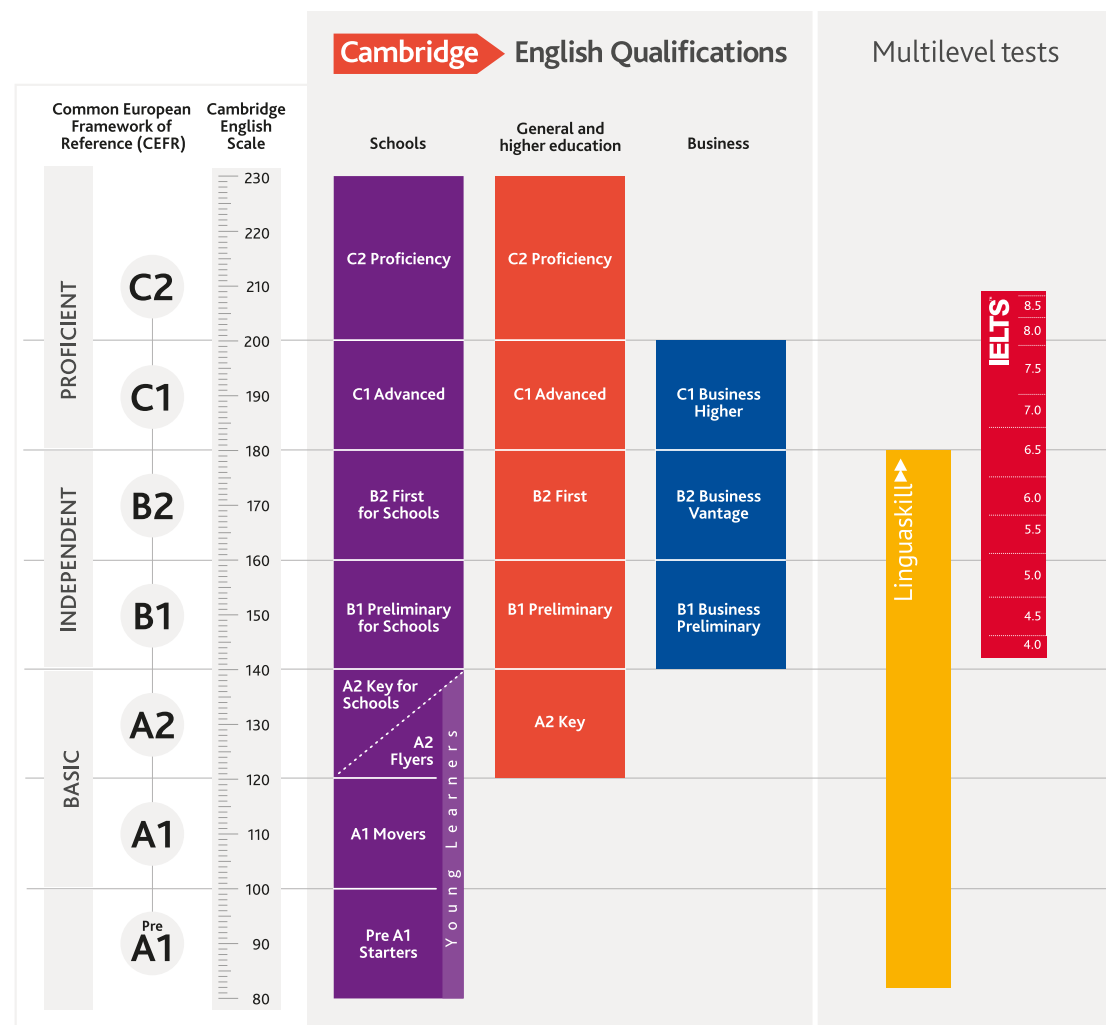 Cambridge English Qualifications
Multilevel tests
Common European
Framework of
Reference (CEFR)
Cambridge
English
Scale
Schools
General and
higher education
Business
PROFICIENT
INDEPENDENT
BASIC
C2
C1
B2
B1
A2
A1
Pre
A1
230
220
210
200
190
180
170
160
150
140
130
120
110
100
90
80
C2 Proficiency
C1 Advanced
B2 First
for Schools
B1 Preliminary
for Schools
A2 Key for
Schools
A2
Flyers
A1 Movers
Pre A1
Starters
Young Learners
C2 Proficiency
C1 Advanced
B2 First
B1 Preliminary
A2 Key
C1 Business
Higher
B2 Business
Vantage
B1 Business
Preliminary
Linguaskill
IELTS
8.5
8.0
7.5
7.0
6.5
6.0
5.5
5.0
4.5
4.0